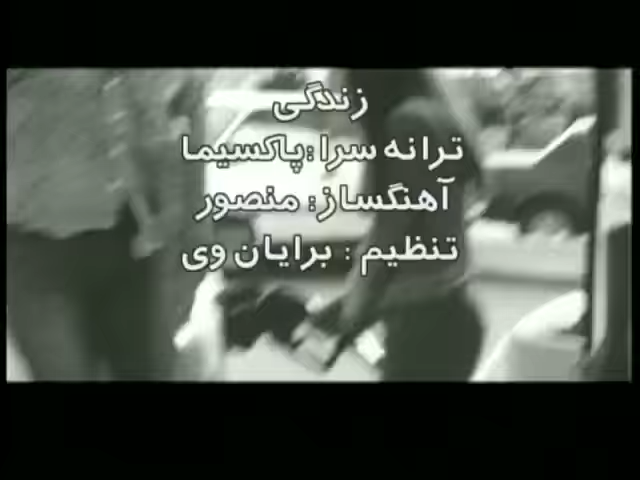 زندگی
ترانه سرا:پاکسیما
آهنگساز: منصور
تنظیم : برایان وی